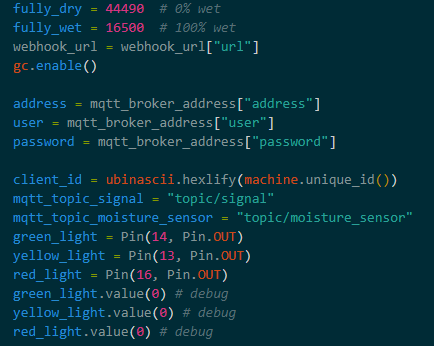 fully_dry = 44490  # 0% wet
fully_wet = 16500  # 100% wet
webhook_url = webhook_url["url"]
gc.enable()
address = mqtt_broker_address["address"]
user = mqtt_broker_address["user"]
password = mqtt_broker_address["password"]
client_id = ubinascii.hexlify(machine.unique_id())
mqtt_topic_signal = "topic/signal"
mqtt_topic_moisture_sensor = "topic/moisture_sensor"
green_light = Pin(14, Pin.OUT)
yellow_light = Pin(13, Pin.OUT)
red_light = Pin(16, Pin.OUT)
green_light.value(0) # debug
yellow_light.value(0) # debug
red_light.value(0) # debug